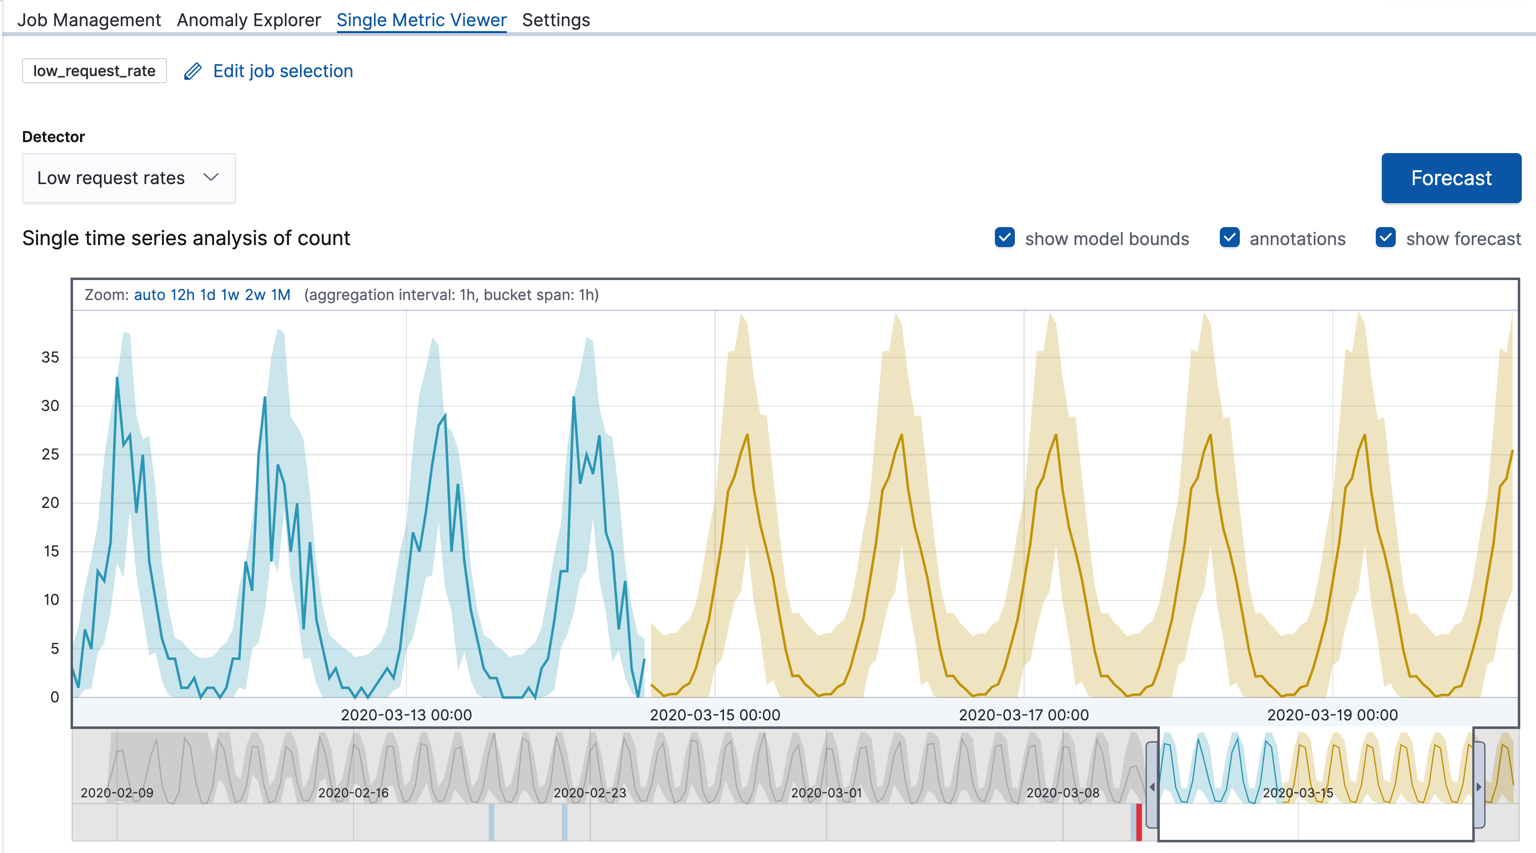 Job Management Anomaly Explorer Single Metric Viewer Settings
low_request_rate Edit job selection
Detector
Low request rates
Forecast
Single time series analysis of count
show model bounds annotations show forecast
Zoom: auto 12h 1d 1w 2w 1M (aggregation interval: 1h, bucket span: 1h)
35
30
25
20
15
10
5
0
2020-03-13 00:00 2020-03-15 00:00 2020-03-17 00:00 2020-03-19 00:00
2020-02-09 2020-02-16 2020-02-23 2020-03-01 2020-03-08 2020-03-15